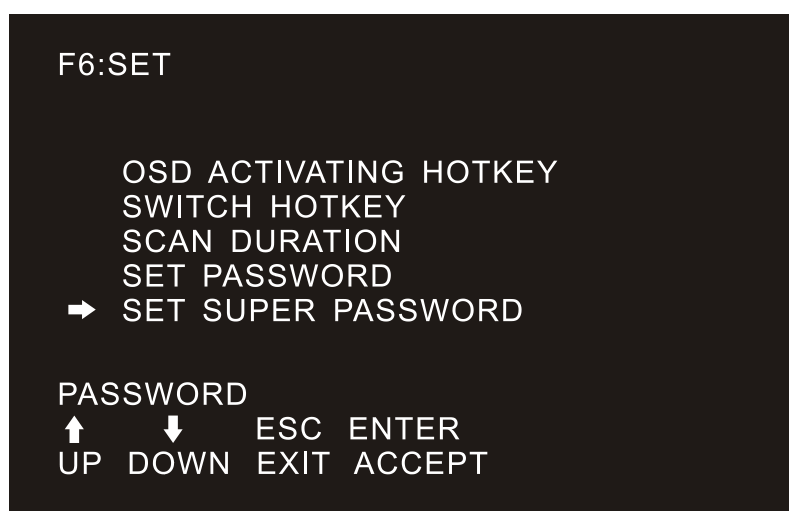 F6:SET
OSD ACTIVATING HOTKEY
SWITCH HOTKEY
SCAN DURATION
SET PASSWORD
➡ SET SUPER PASSWORD
PASSWORD
⬆ ⬇ ESC ENTER
UP DOWN EXIT ACCEPT